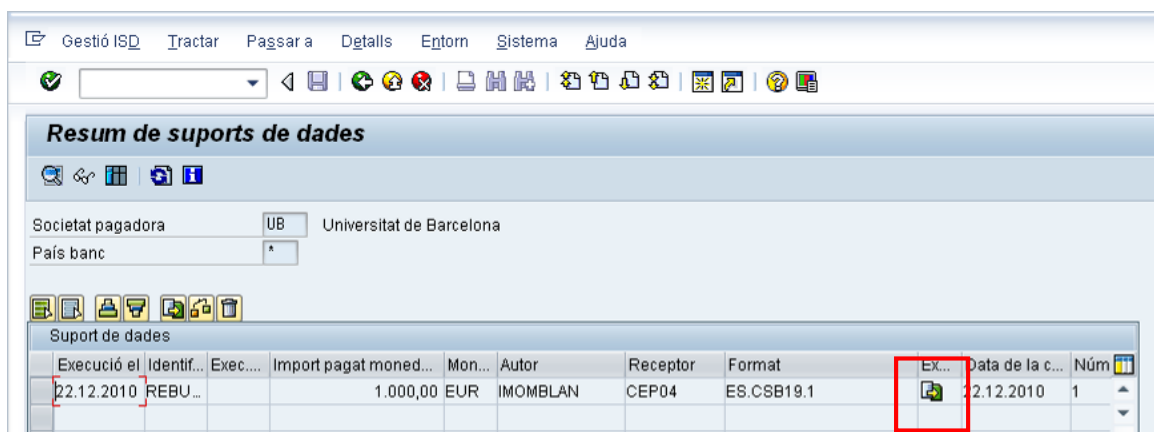 Gestió ISD Tractar Passar a Detalls Entorn Sistema Ajuda
Resum de suports de dades
Societat pagadora UB Universitat de Barcelona
País banc *
Suport de dades
Execució el Identif... Exec.... Import pagat moned... Mon... Autor Receptor Format Ex... Data de la c... Núm
22.12.2010 REBU... 1.000,00 EUR IMOMBLAN CEP04 ES.CSB19.1 22.12.2010 1